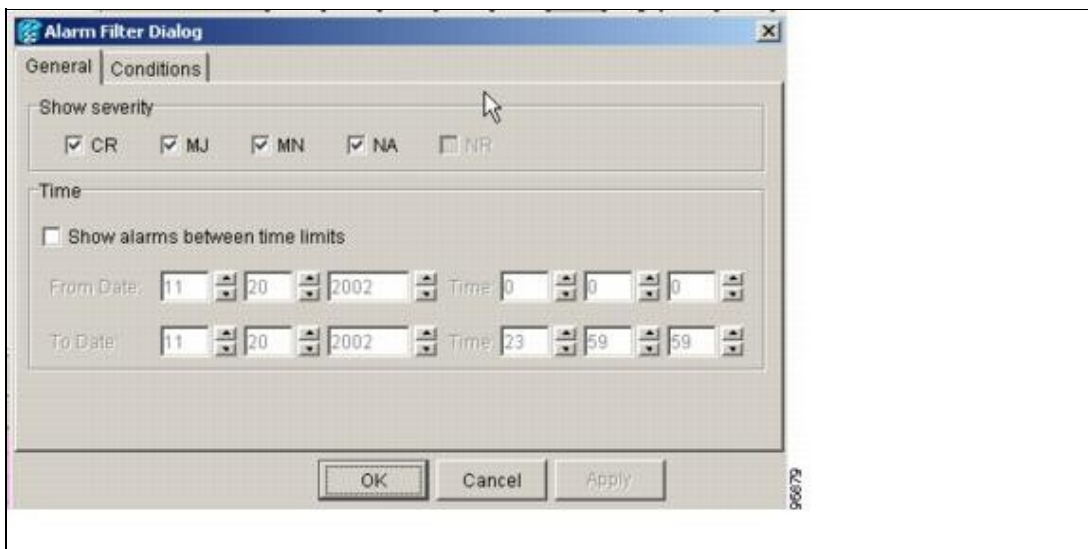 Alarm Filter Dialog
General Conditions
Show severity
CR MJ MN NA NR
Time
Show alarms between time limits
From Date: 11 20 2002 Time: 0 0 0
To Date: 11 20 2002 Time: 23 59 59
OK Cancel Apply
96879